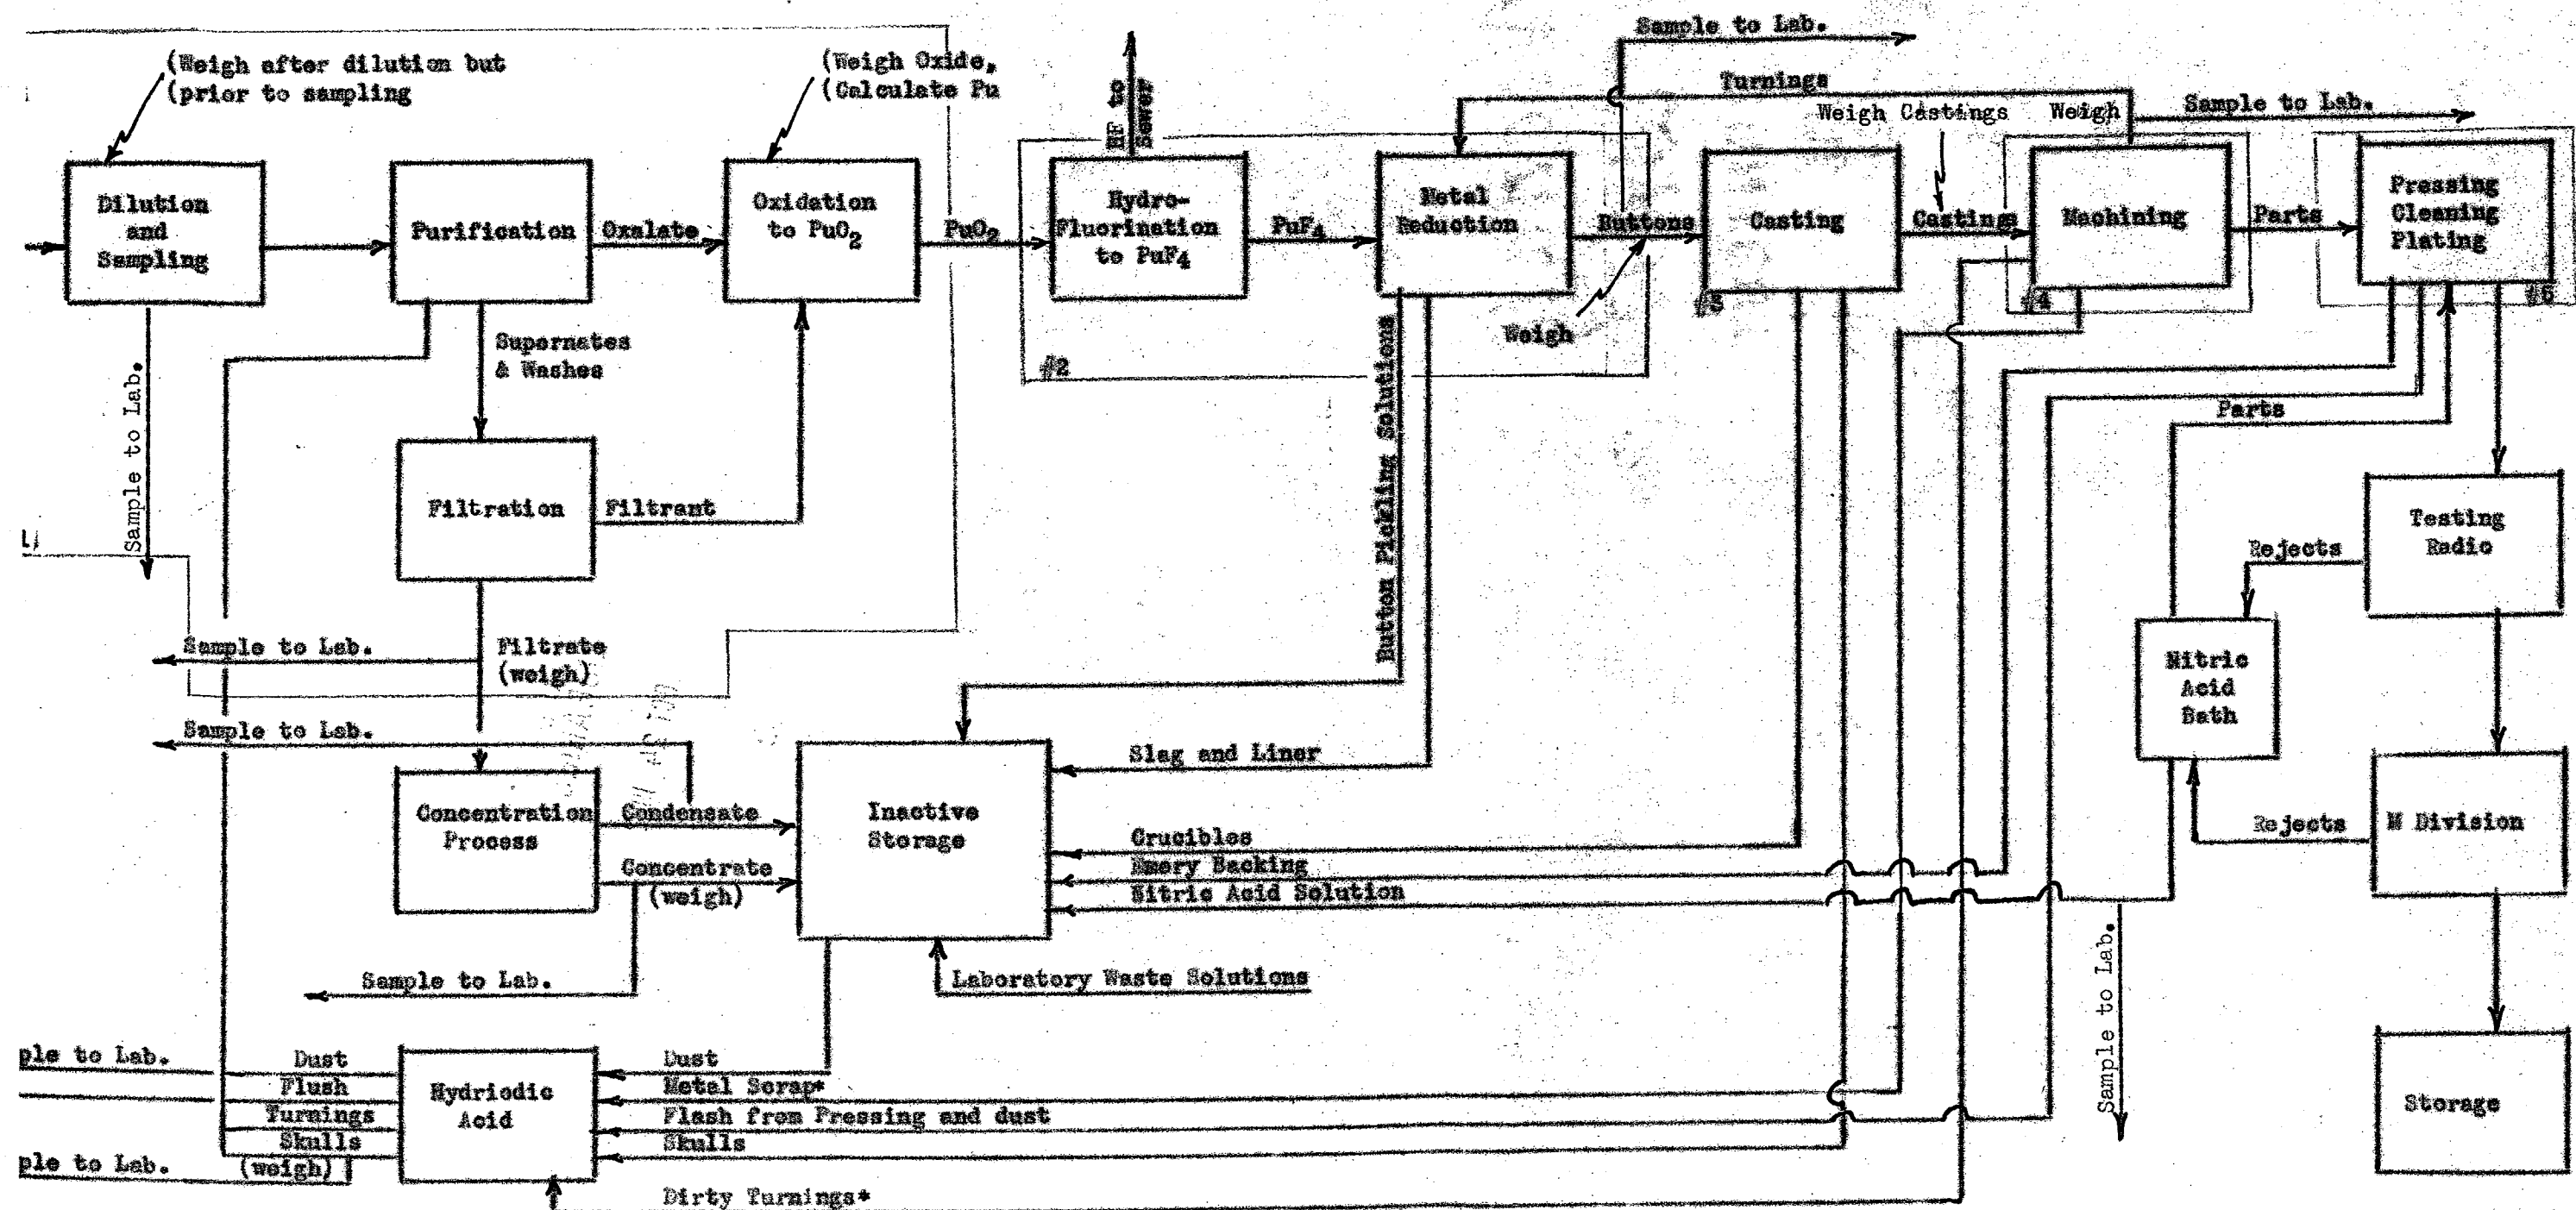 Sample to Lab.
(Weigh after dilution but
(prior to sampling
(Weigh Oxide,
(Calculate Pu
HF to
Sewer
Turnings
Weigh Castings
Weigh
Sample to Lab.
Dilution
and
Sampling
Purification
Oxalate
Oxidation
to PuO2
PuO2
Hydro-
Fluorination
to PuF4
PuF4
Metal
Reduction
Buttons
Casting
Castings
Machining
Parts
Pressing
Cleaning
Plating
#3
#4
#5
Weigh
#2
Supernates
& Washes
Sample to Lab.
Button Pickling Solutions
Parts
Filtration
Filtrant
Testing
Radio
Rejects
Sample to Lab.
Filtrate
(weigh)
Nitric
Acid
Bath
Sample to Lab.
Slag and Liner
Concentration
Process
Condensate
Concentrate
(weigh)
Inactive
Storage
Crucibles
Emery Backing
Nitric Acid Solution
Rejects
M Division
Sample to Lab.
Laboratory Waste Solutions
Sample to Lab.
ple to Lab.
Dust
Flush
Turnings
Skulls
(weigh)
ple to Lab.
Hydriodic
Acid
Dust
Metal Scrap*
Flash from Pressing and dust
Skulls
Dirty Turnings*
Storage